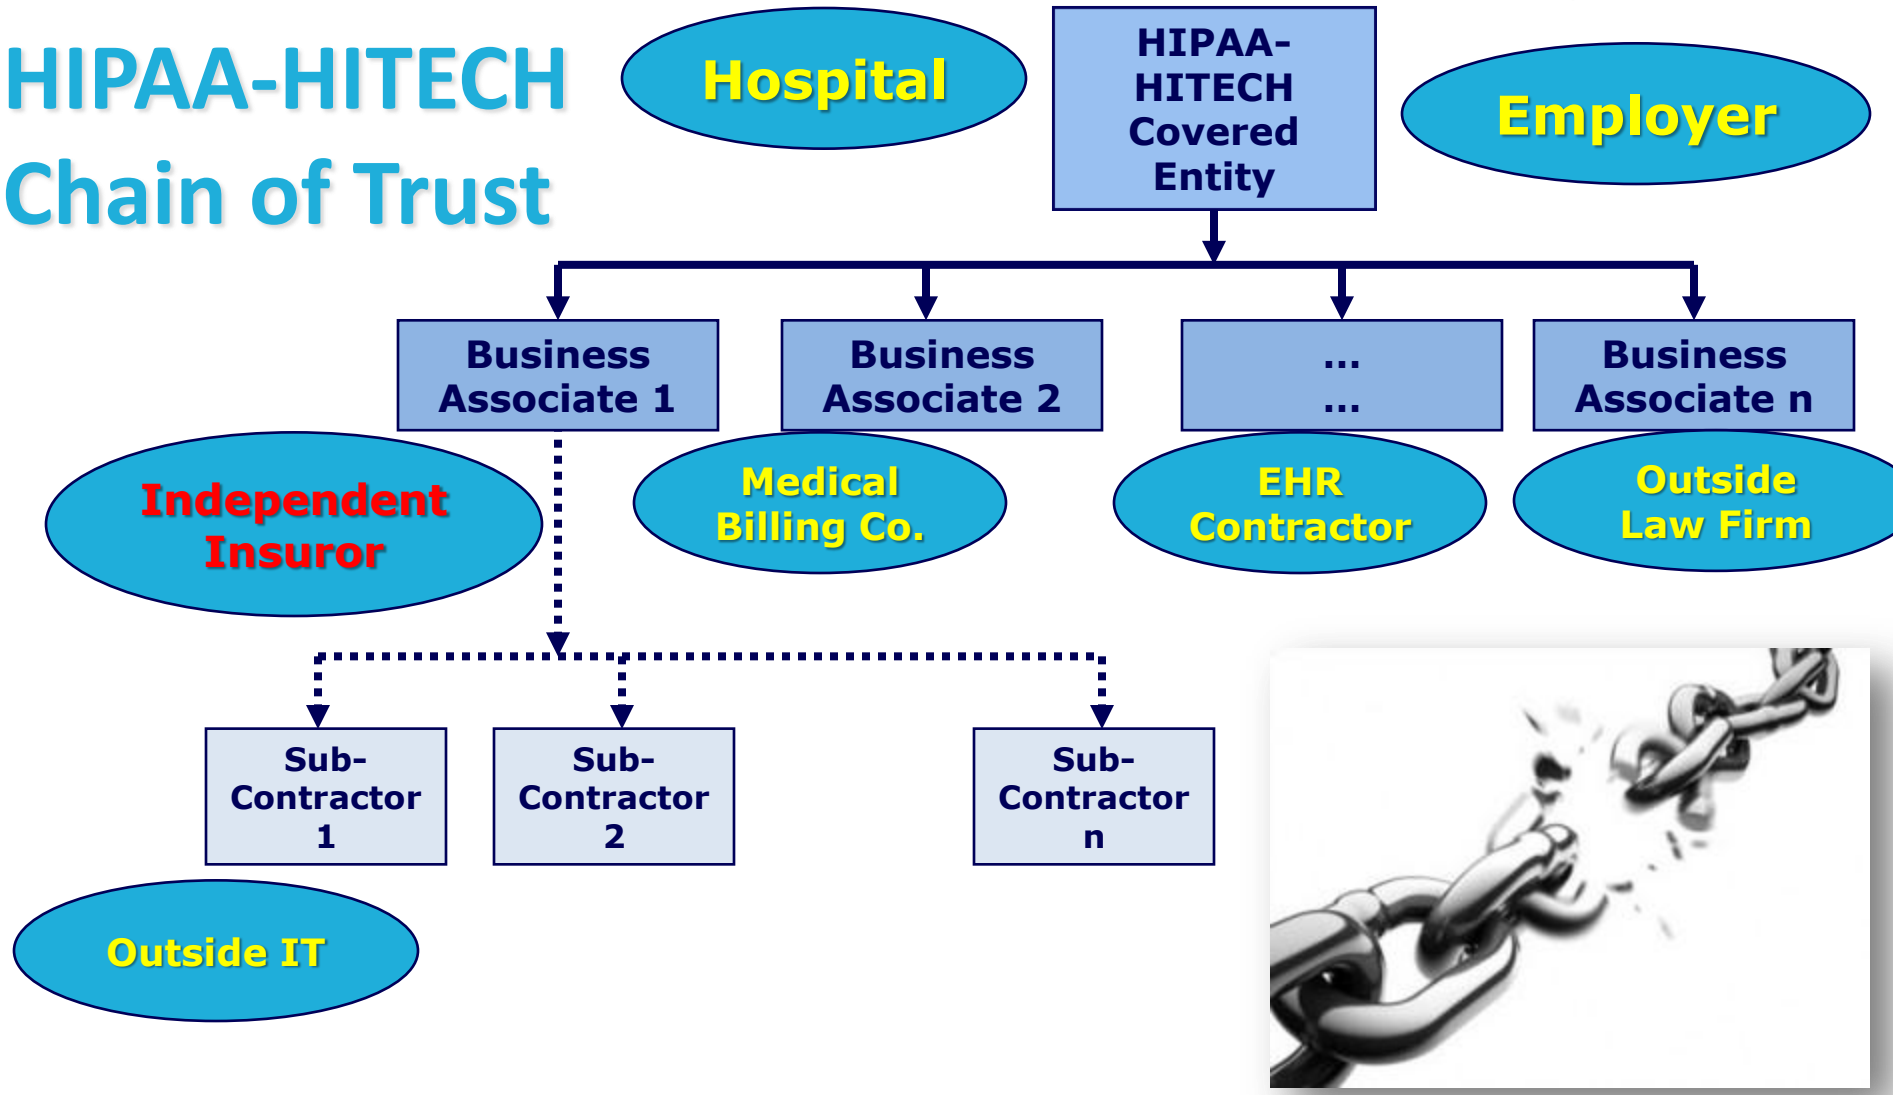 HIPAA-HITECH
Chain of Trust
Hospital
HIPAA-
HITECH
Covered
Entity
Employer
Business
Associate 1
Business
Associate 2
...
...
Business
Associate n
Independent
Insuror
Medical
Billing Co.
EHR
Contractor
Outside
Law Firm
Sub-
Contractor
1
Sub-
Contractor
2
Sub-
Contractor
n
Outside IT